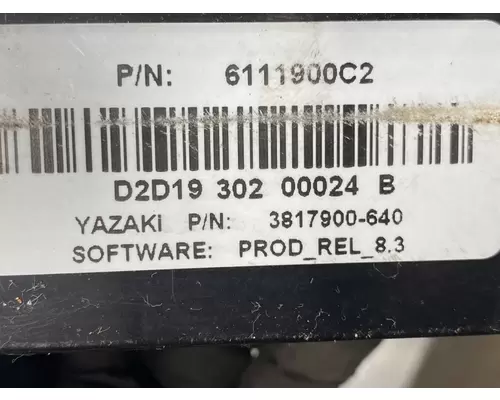 P/N: 6111900C2
D2D19 302 00024 B
YAZAKI P/N: 3817900-640
SOFTWARE: PROD_REL_8.3